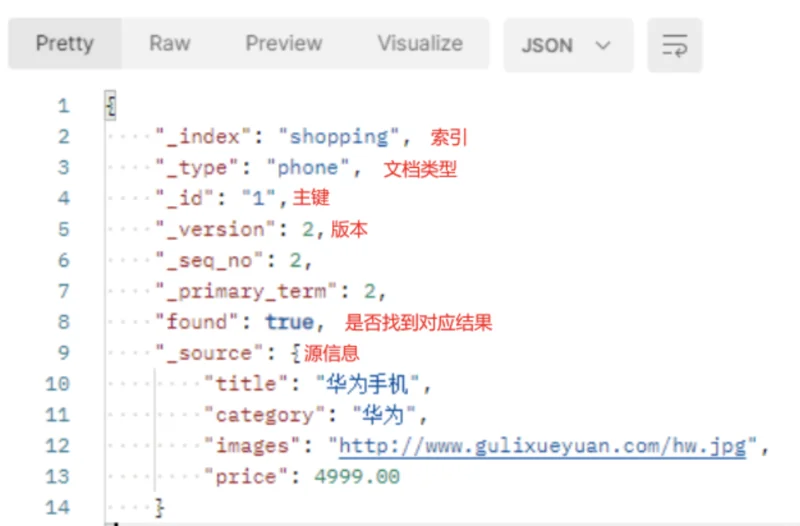 Pretty Raw Preview Visualize JSON
1 {
2 "_index": "shopping", 索引
3 "_type": "phone", 文档类型
4 "_id": "1",主键
5 "_version": 2,版本
6 "_seq_no": 2,
7 "_primary_term": 2,
8 "found": true, 是否找到对应结果
9 "_source": {源信息
10 "title": "华为手机",
11 "category": "华为",
12 "images": "http://www.gulixueyuan.com/hw.jpg",
13 "price": 4999.00
14 }